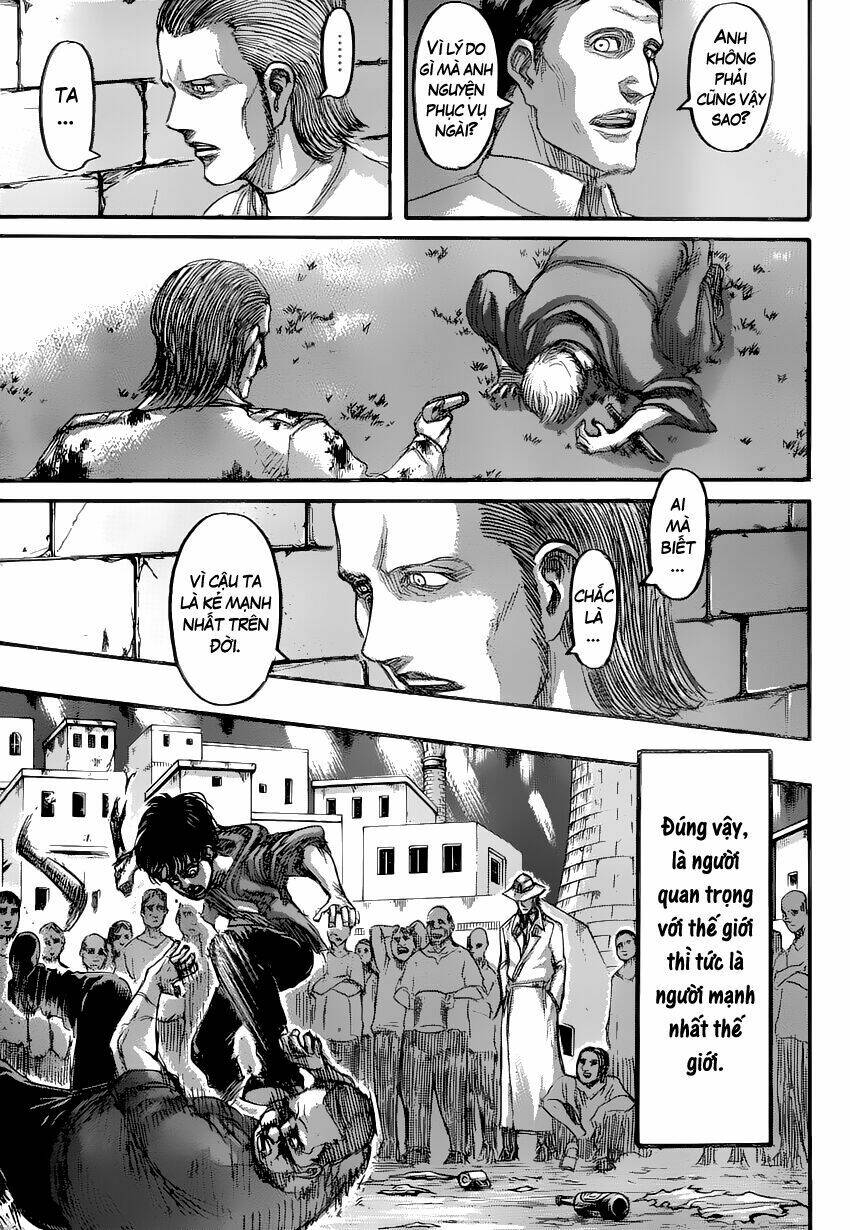 ANH
KHÔNG
PHẢI
CŨNG VẬY
SAO?
VÌ LÝ DO
GÌ MÀ ANH
NGUYỆN
PHỤC VỤ
NGÀI?
........
TA
...
AI
MÀ
BIẾT
...
CHẮC
LÀ
...
VÌ CẬU TA
LÀ KẺ MẠNH
NHẤT TRÊN
ĐỜI.
Đúng vậy,
là người
quan trọng
với thế giới
thì tức là
người mạnh
nhất thế
giới.